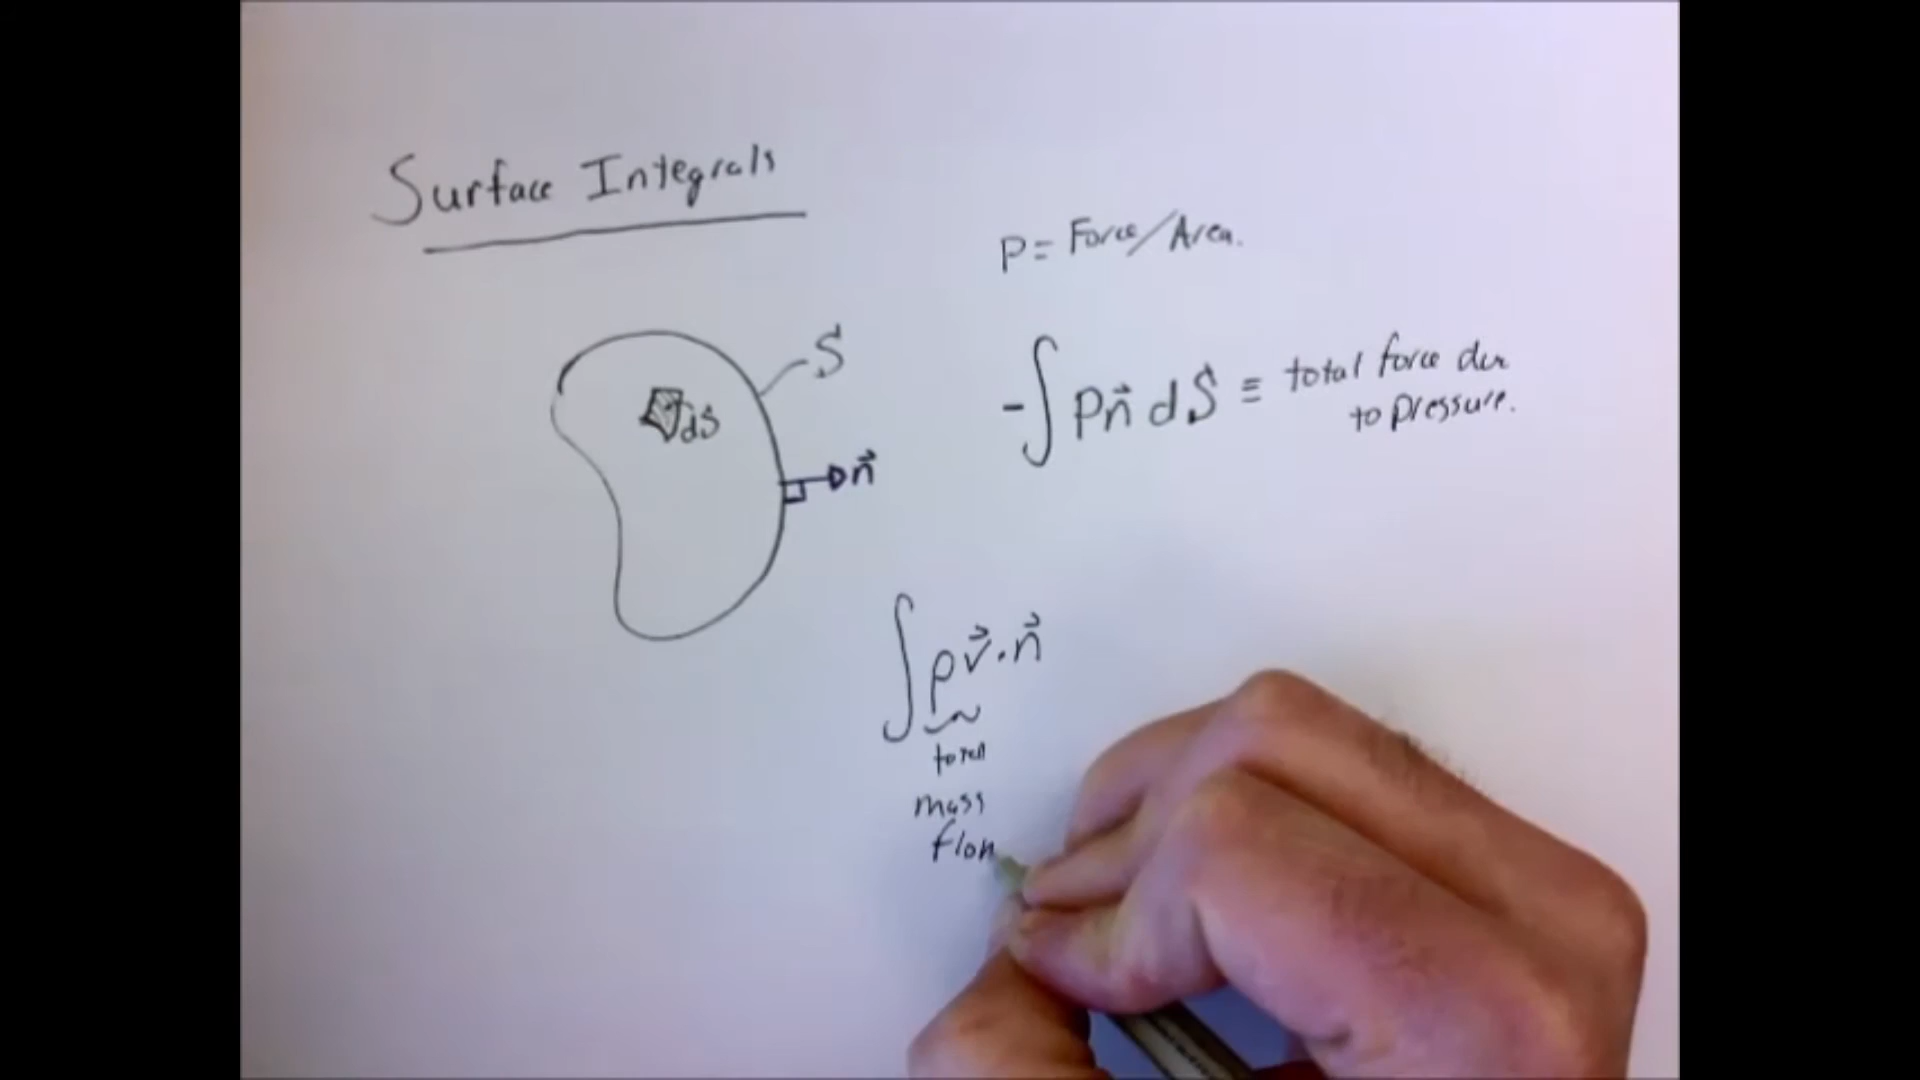 Surface Integrals
P = Force/Area.
S
dS
n⃗
-∫ P n⃗ dS ≡ total force due
to pressure.
∫ ρv⃗ · n⃗
total
mass
flow